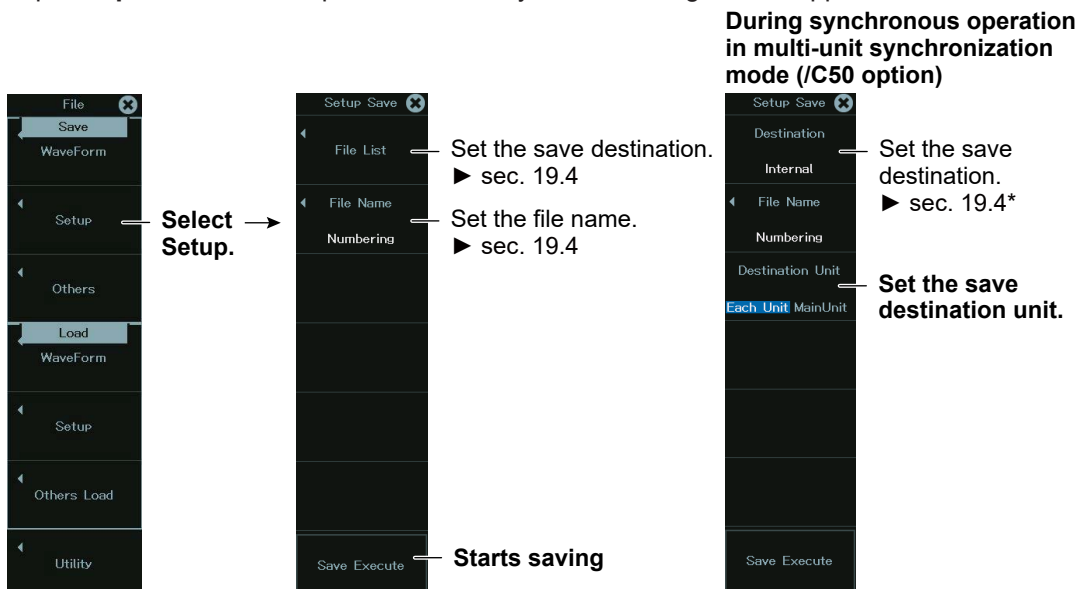 During synchronous operation
in multi-unit synchronization
mode (/C50 option)
File
Save
WaveForm
Setup
Others
Load
WaveForm
Setup
Others Load
Utility
Select
Setup.
Setup Save
File List
File Name
Numbering
Save Execute
Set the save destination.
► sec. 19.4
Set the file name.
► sec. 19.4
Starts saving
Setup Save
Destination
Internal
File Name
Numbering
Destination Unit
Each Unit MainUnit
Save Execute
Set the save
destination.
► sec. 19.4*
Set the save
destination unit.